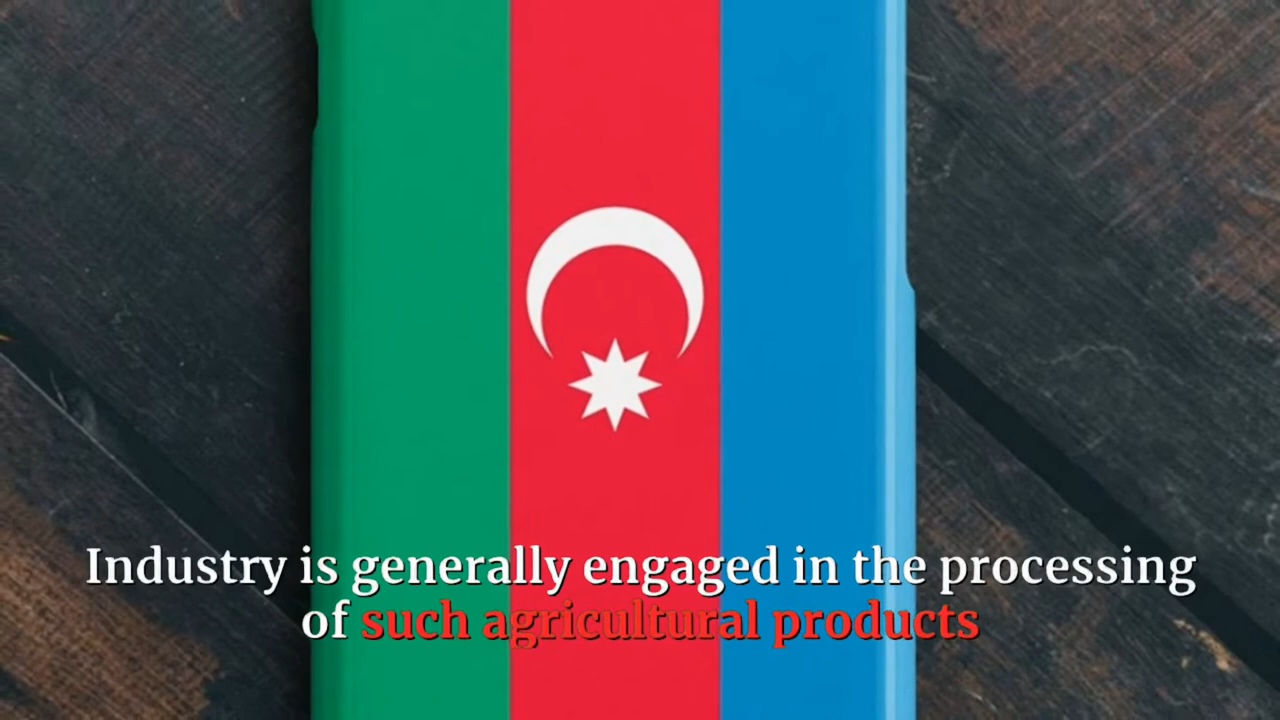 Industry is generally engaged in the processing
of such agricultural products